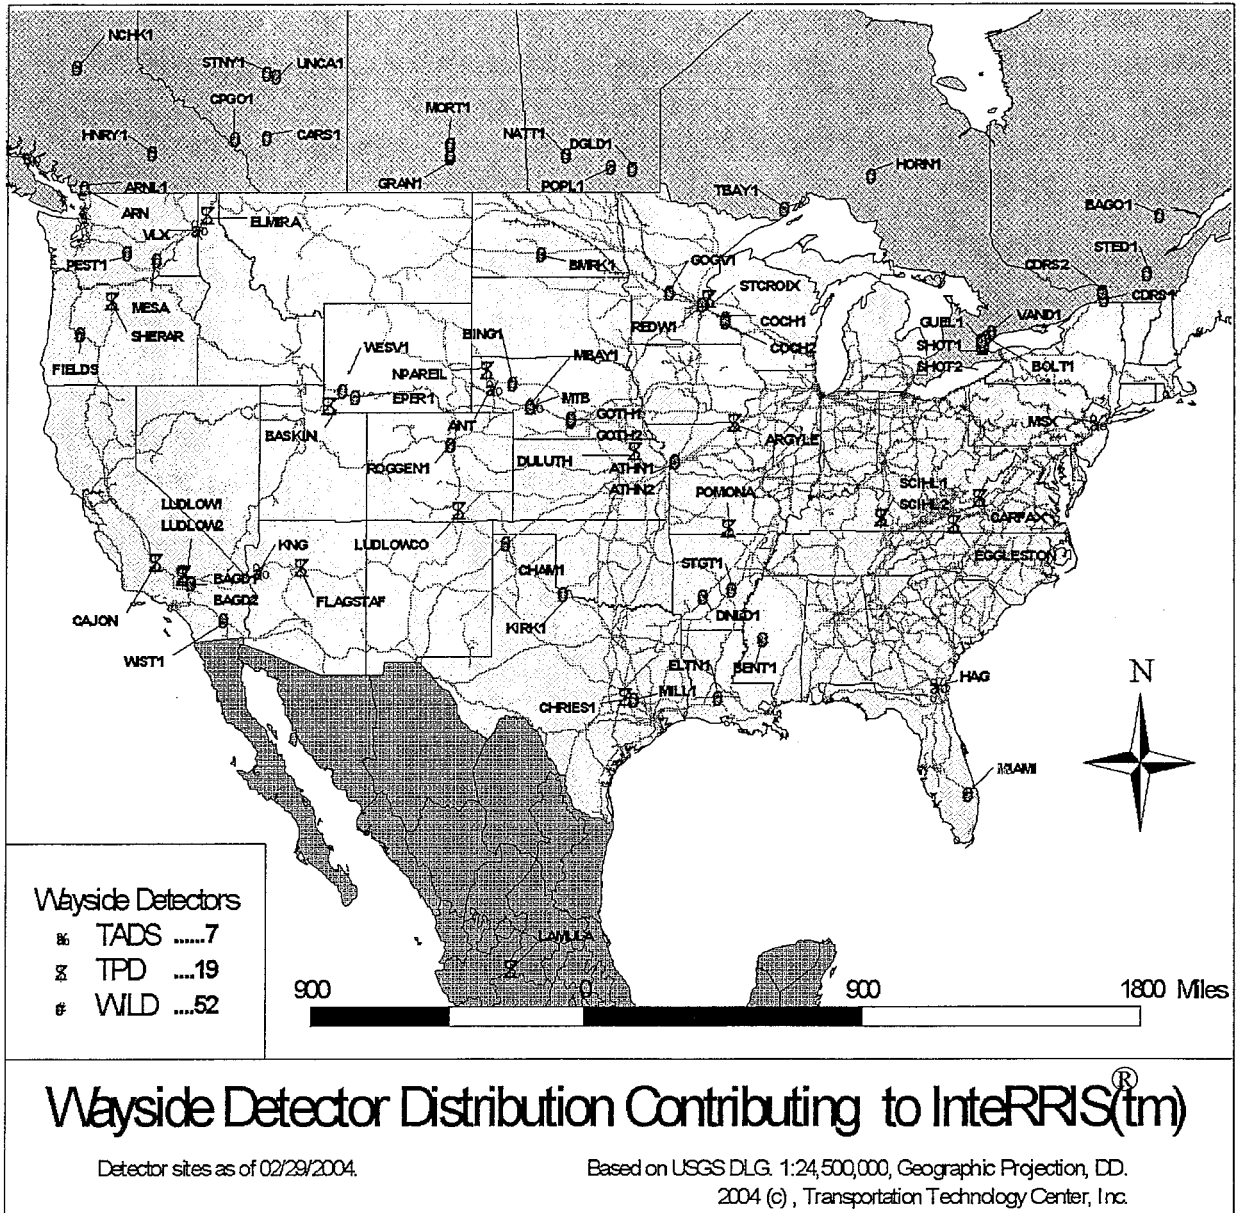 NCHK1
STNY1
UNCA1
CPGO1
MORT1
HNRY1
CARS1
NATT1
DGLD1
GRAN1
POPL1
HORN1
ARNL1
TBAY1
ARN
ELMIRA
BAGO1
VLX
STED1
PEST1
BMRK1
GOGV1
CDRS2
STCROIX
CDRS1
MESA
SHERAR
BING1
REDW1
COCH1
GUEL1
VAND1
WESV1
MBAY1
COCH2
SHOT1
FIELDS
NPAREIL
SHOT2
BOLT1
EPER1
MTB
GOTH1
BASKIN
ANT
GOTH2
ARGYLE
MSX
ROGGEN1
DULUTH
ATHN1
ATHN2
POMONA
SCIHL1
SCIHL2
LUDLOW1
LUDLOW2
CARFAX
LUDLOWCO
KNG
EGGLESTON
STGT1
CHAM1
BAGD1
FLAGSTAF
BAGD2
DNLD1
CAJON
KIRK1
WIST1
ELTN1
BENT1
HAG
N
CHRIES1
MILL1
MIAMI
LAMULA
Wayside Detectors
TADS ......7
TPD ....19
WILD ....52
900 0 900 1800 Miles
Wayside Detector Distribution Contributing to InteRRIS®(tm)
Detector sites as of 02/29/2004.
Based on USGS DLG. 1:24,500,000, Geographic Projection, DD.
2004 (c) , Transportation Technology Center, Inc.